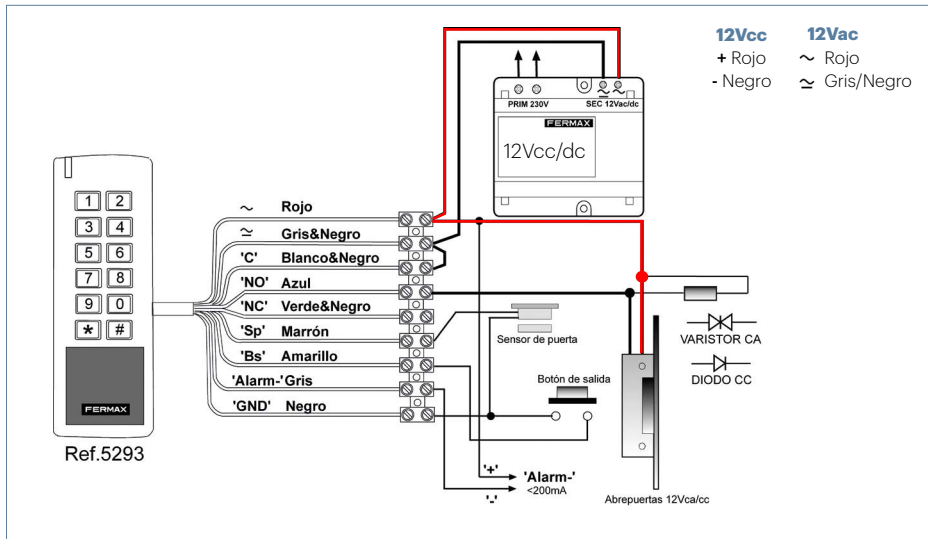 12Vcc 12Vac
+ Rojo ~ Rojo
- Negro ≃ Gris/Negro
PRIM 230V SEC 12Vac/dc
FERMAX
12Vcc/dc
1 2
3 4
5 6
7 8
9 0
* #
FERMAX
Ref.5293
~ Rojo
≃ Gris&Negro
'C' Blanco&Negro
'NO' Azul
'NC' Verde&Negro
'Sp' Marrón
'Bs' Amarillo
'Alarm-' Gris
'GND' Negro
Sensor de puerta
Botón de salida
'+' 'Alarm-'
<200mA
'-'
VARISTOR CA
DIODO CC
Abrepuertas 12Vca/cc